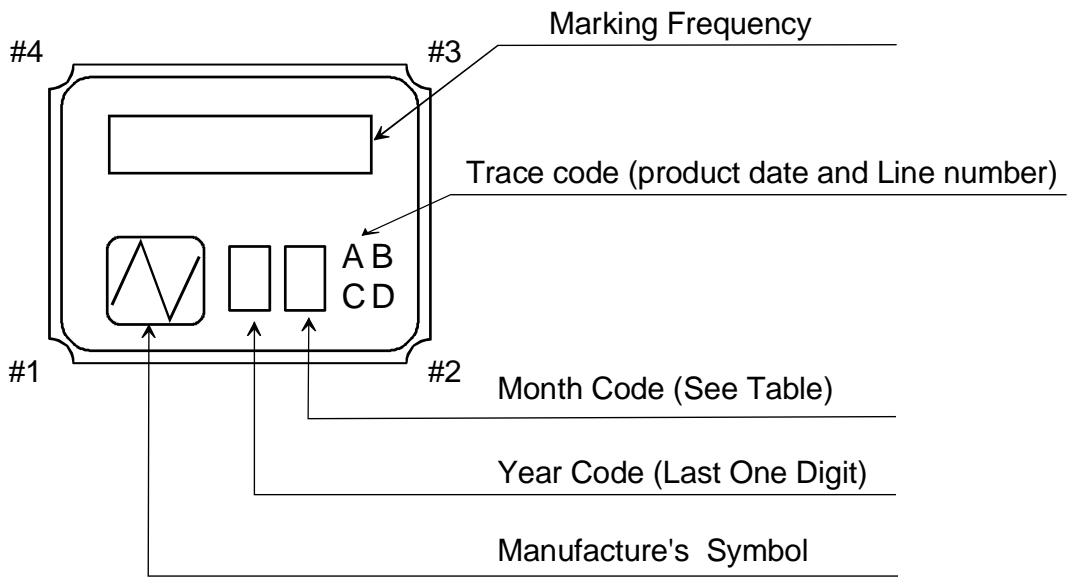 Marking Frequency
#4
#3
Trace code (product date and Line number)
A B
C D
#1
#2
Month Code (See Table)
Year Code (Last One Digit)
Manufacture's Symbol